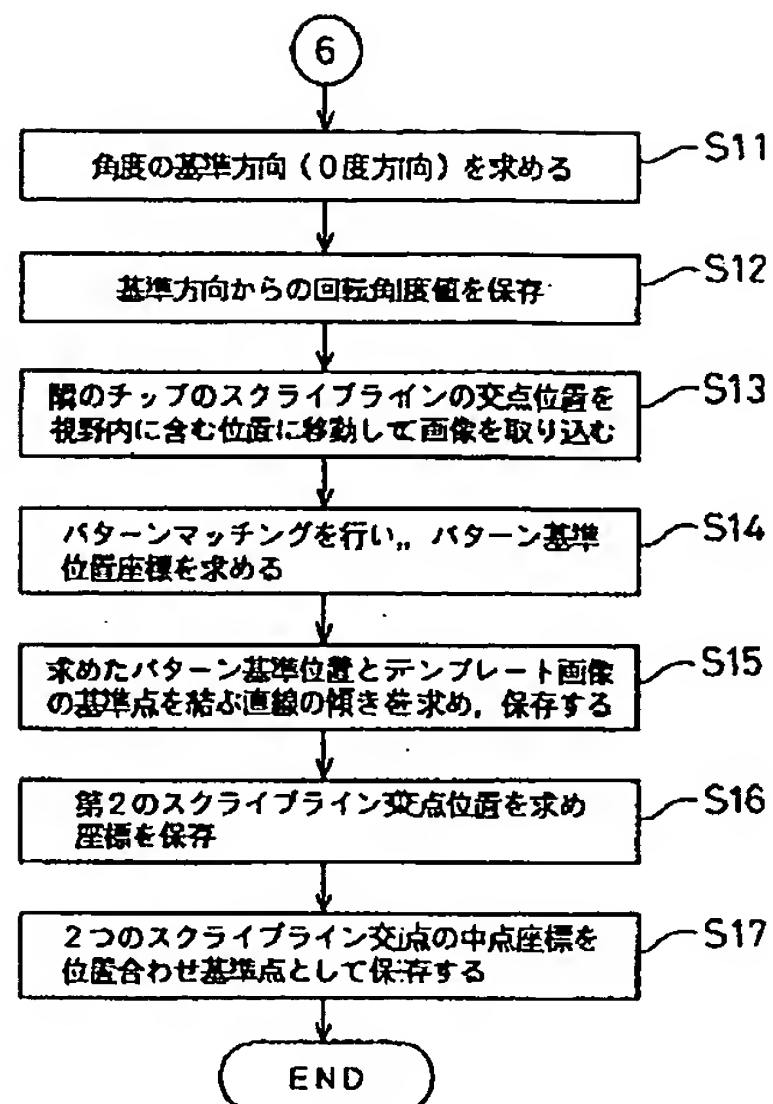 6
角度の基準方向(0度方向)を求める
S11
基準方向からの回転角度値を保存
S12
隣のチップのスクライブラインの交点位置を
視野内に含む位置に移動して画像を取り込む
S13
パターンマッチングを行い,, パターン基準
位置座標を求める
S14
求めたパターン基準位置とテンプレート画像
の基準点を結ぶ直線の傾きを求め, 保存する
S15
第2のスクライブライン交点位置を求め
座標を保存
S16
2つのスクライブライン交点の中点座標を
位置合わせ基準点として保存する
S17
END